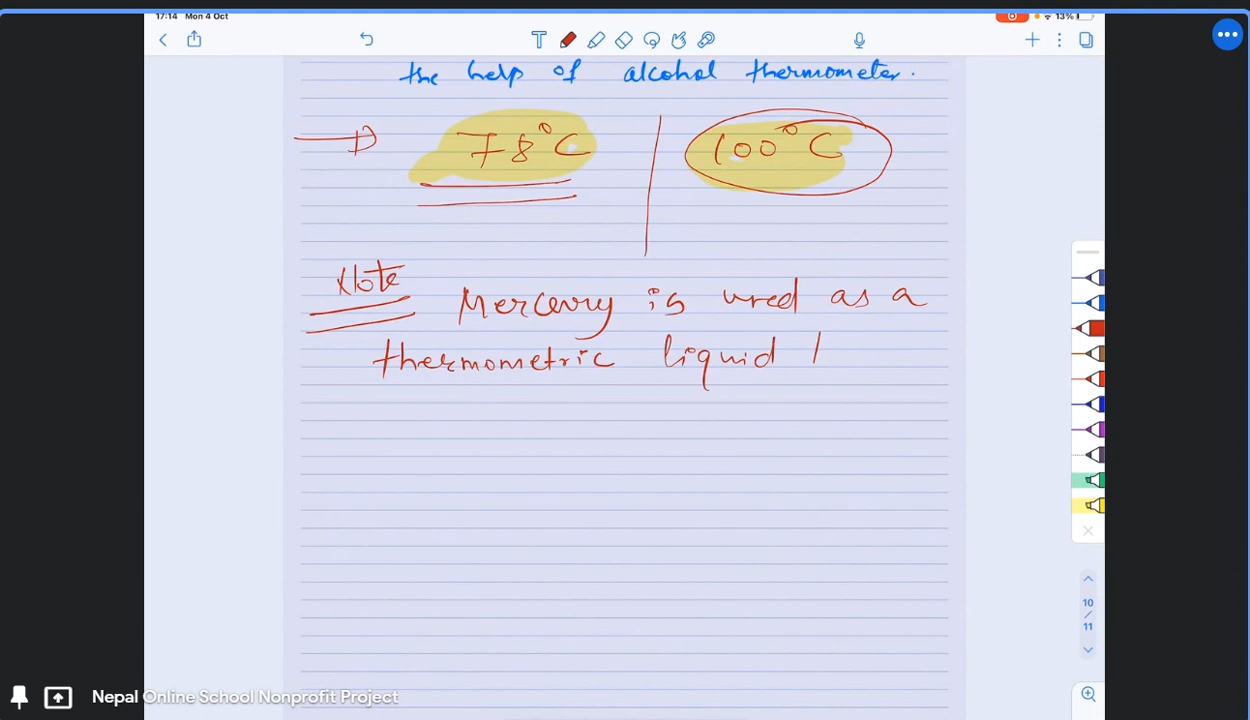 17:14 Mon 4 Oct
13%
the help of alcohol thermometer.
78°C
100°C
Note
Mercury is used as a
thermometric liquid
10
/
11
Nepal Online School Nonprofit Project